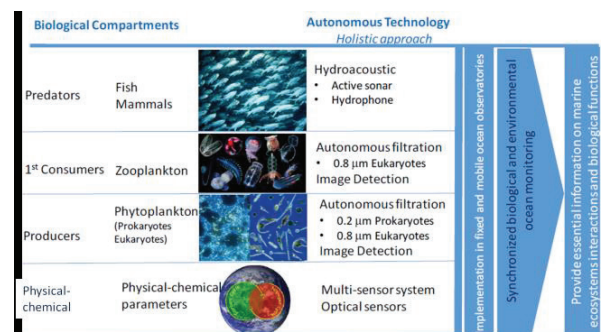 Biological Compartments
Autonomous Technology
Holistic approach
Predators
Fish
Mammals
Hydroacoustic
• Active sonar
• Hydrophone
1st Consumers
Zooplankton
Autonomous filtration
• 0.8 µm Eukaryotes
Image Detection
Producers
Phytoplankton
(Prokaryotes
Eukaryotes)
Autonomous filtration
• 0.2 µm Prokaryotes
• 0.8 µm Eukaryotes
Image Detection
Physical-
chemical
Physical-chemical
parameters
Multi-sensor system
Optical sensors
mplementation in fixed and mobile ocean observatories
Synchronized biological and environmental
ocean monitoring
Provide essential information on marine
ecosystems interactions and biological functions